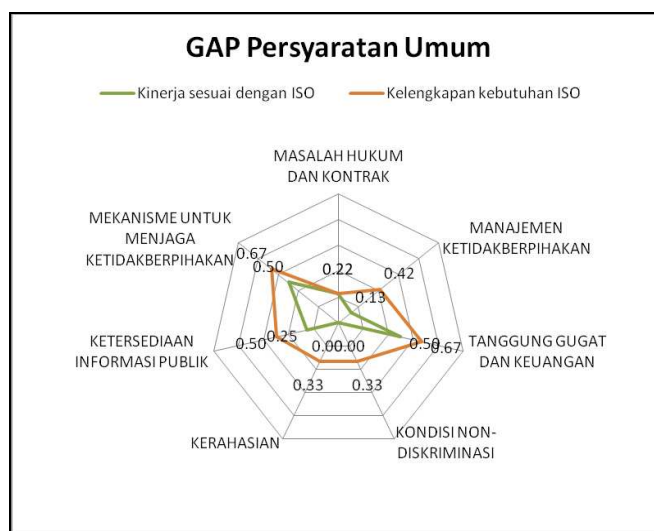 GAP Persyaratan Umum
Kinerja sesuai dengan ISO
Kelengkapan kebutuhan ISO
MASALAH HUKUM
DAN KONTRAK
MEKANISME UNTUK
MENJAGA
KETIDAKBERPIHAKAN
MANAJEMEN
KETIDAKBERPIHAKAN
0.67
0.50
0.22
0.42
0.13
KETERSEDIAAN
INFORMASI PUBLIK
0.50
0.25
0.00
0.00
0.50
0.67
TANGGUNG GUGAT
DAN KEUANGAN
0.33
0.33
KERAHASIAN
KONDISI NON-
DISKRIMINASI